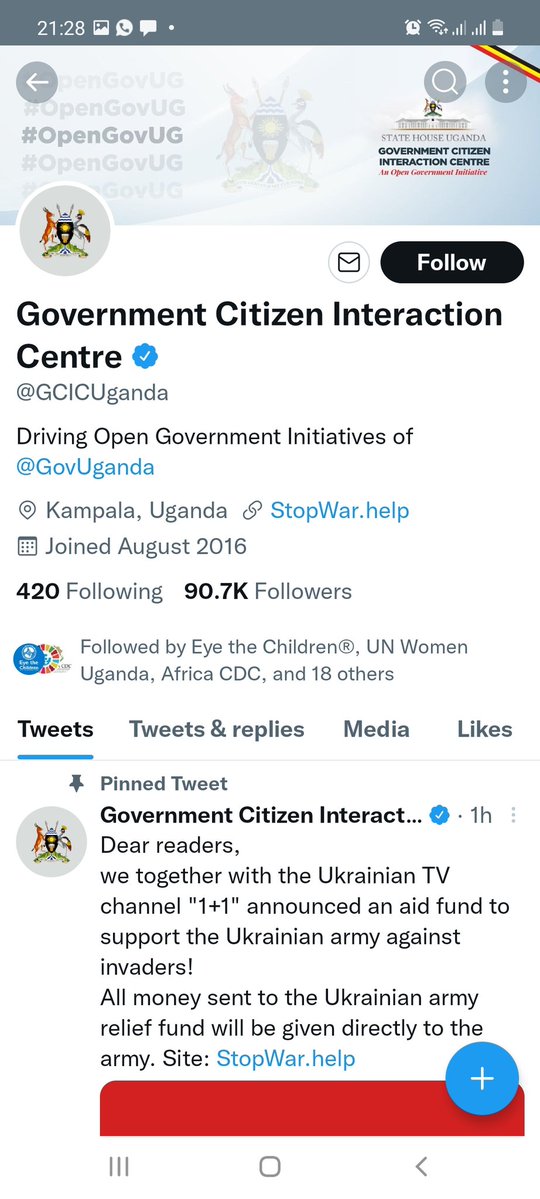 21:28
#OpenGovUG
#OpenGovUG
#OpenGovUG
#OpenGovUG
STATE HOUSE UGANDA
GOVERNMENT CITIZEN
INTERACTION CENTRE
An Open Government Initiative
Follow
Government Citizen Interaction
Centre
@GCICUganda
Driving Open Government Initiatives of
@GovUganda
Kampala, Uganda StopWar.help
Joined August 2016
420 Following 90.7K Followers
Followed by Eye the Children®, UN Women
Uganda, Africa CDC, and 18 others
Tweets Tweets & replies Media Likes
Pinned Tweet
Government Citizen Interact... · 1h
Dear readers,
we together with the Ukrainian TV
channel "1+1" announced an aid fund to
support the Ukrainian army against
invaders!
All money sent to the Ukrainian army
relief fund will be given directly to the
army. Site: StopWar.help